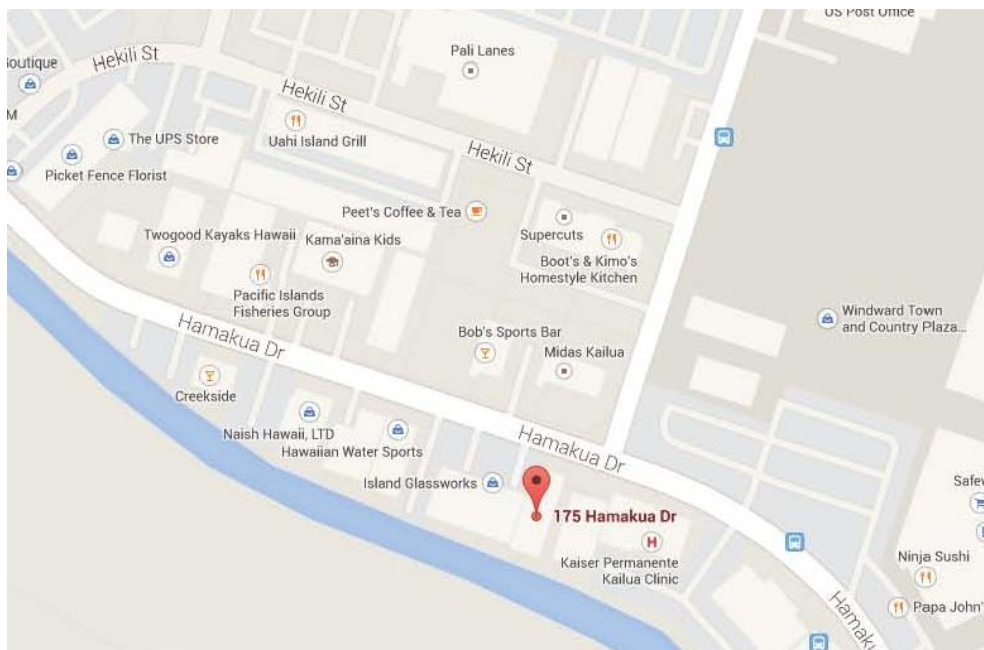 US Post Office
Boutique
Hekili St
Pali Lanes
M
Hekili St
The UPS Store
Uahi Island Grill
Hekili St
Picket Fence Florist
Peet's Coffee & Tea
Twogood Kayaks Hawaii
Kama'aina Kids
Supercuts
Boot's & Kimo's
Homestyle Kitchen
Pacific Islands
Fisheries Group
Windward Town
and Country Plaza...
Hamakua Dr
Bob's Sports Bar
Midas Kailua
Creekside
Naish Hawaii, LTD
Hawaiian Water Sports
Hamakua Dr
Island Glassworks
Safew
175 Hamakua Dr
H
Kaiser Permanente
Kailua Clinic
Ninja Sushi
Hamaku
Papa John'